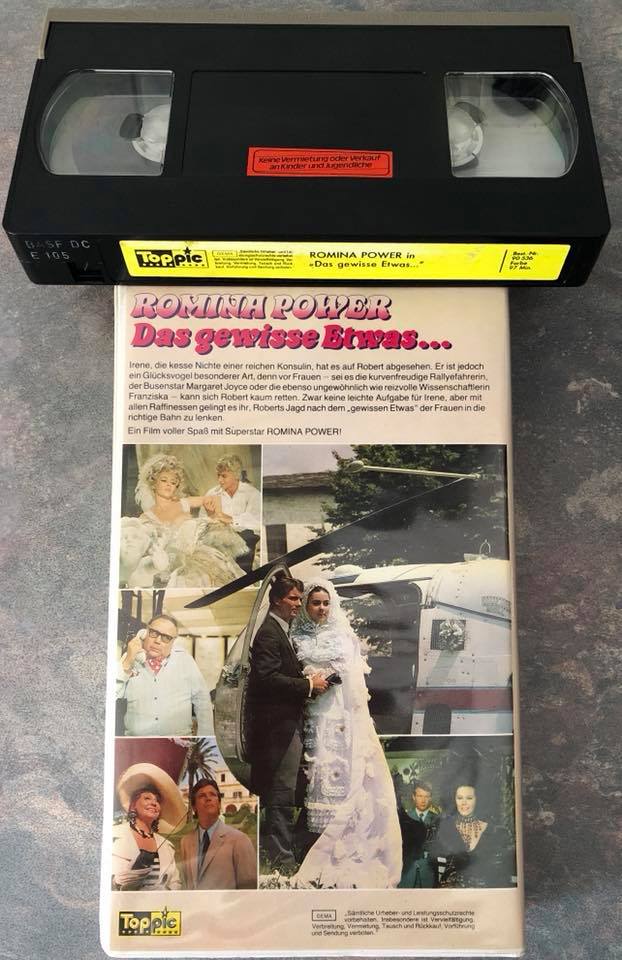 Keine Vermietung oder Verkauf
an Kinder und Jugendliche
BASF DC
E 105
Toppic
GEMA
ROMINA POWER in
„Das gewisse Etwas..."
Best.-Nr.
90 536
Farbe
97 Min.
ROMINA POWER
Das gewisse Etwas...
Irene, die kesse Nichte einer reichen Konsulin, hat es auf Robert abgesehen. Er ist jedoch
ein Glücksvogel besonderer Art, denn vor Frauen – sei es die kurvenfreudige Rallyefahrerin,
der Busenstar Margaret Joyce oder die ebenso ungewöhnlich wie reizvolle Wissenschaftlerin
Franziska – kann sich Robert kaum retten. Zwar keine leichte Aufgabe für Irene, aber mit
allen Raffinessen gelingt es ihr, Roberts Jagd nach dem „gewissen Etwas" der Frauen in die
richtige Bahn zu lenken.
Ein Film voller Spaß mit Superstar ROMINA POWER!
Toppic
GEMA
„Sämtliche Urheber- und Leistungsschutzrechte
vorbehalten. Insbesondere ist Vervielfältigung,
Verbreitung, Vermietung, Tausch und Rückkauf, Vorführung
und Sendung verboten."